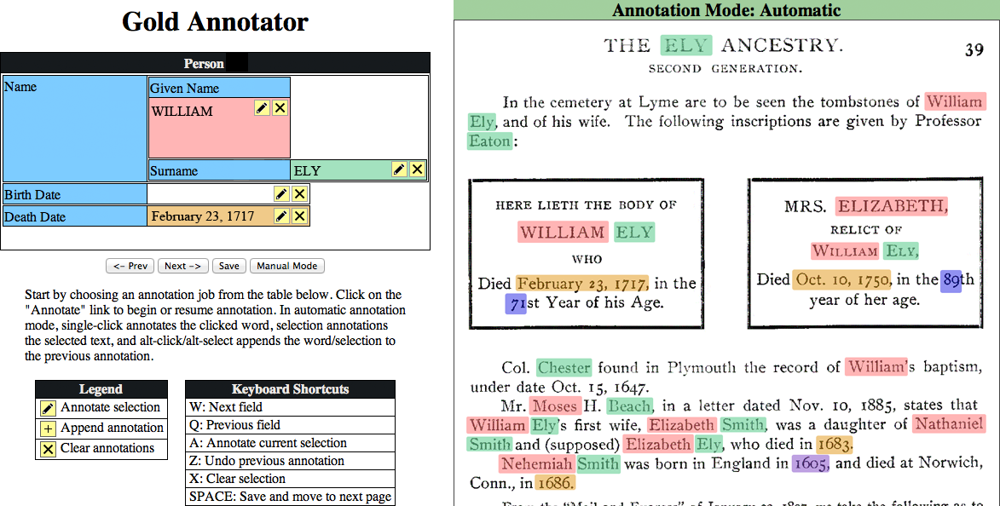 Gold Annotator
Person
Name
Given Name
WILLIAM
Surname
ELY
Birth Date
Death Date
February 23, 1717
<- Prev
Next ->
Save
Manual Mode
Start by choosing an annotation job from the table below. Click on the
"Annotate" link to begin or resume annotation. In automatic annotation
mode, single-click annotates the clicked word, selection annotations
the selected text, and alt-click/alt-select appends the word/selection to
the previous annotation.
Legend
Annotate selection
Append annotation
Clear annotations
Keyboard Shortcuts
W: Next field
Q: Previous field
A: Annotate current selection
Z: Undo previous annotation
X: Clear selection
SPACE: Save and move to next page
Annotation Mode: Automatic
THE ELY ANCESTRY. 39
SECOND GENERATION.
In the cemetery at Lyme are to be seen the tombstones of William
Ely, and of his wife. The following inscriptions are given by Professor
Eaton:
HERE LIETH THE BODY OF
WILLIAM ELY
WHO
Died February 23, 1717, in the
71st Year of his Age.
MRS. ELIZABETH,
RELICT OF
WILLIAM ELY,
Died Oct. 10, 1750, in the 89th
year of her age.
Col. Chester found in Plymouth the record of William's baptism,
under date Oct. 15, 1647.
Mr. Moses H. Beach, in a letter dated Nov. 10, 1885, states that
William Ely's first wife, Elizabeth Smith, was a daughter of Nathaniel
Smith and (supposed) Elizabeth Ely, who died in 1683.
Nehemiah Smith was born in England in 1605, and died at Norwich,
Conn., in 1686.